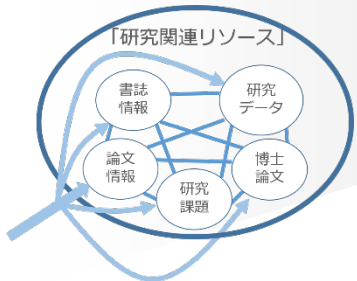 「研究関連リソース」
書誌
情報
研究
データ
論文
情報
博士
論文
研究
課題